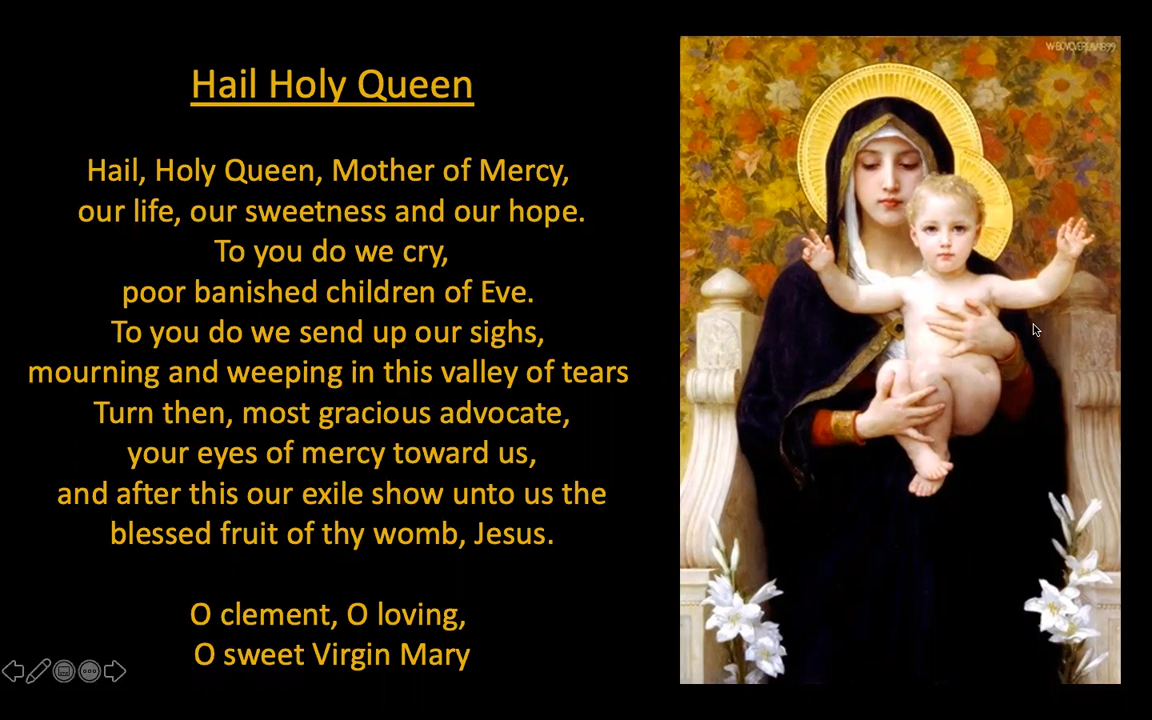 Hail Holy Queen
Hail, Holy Queen, Mother of Mercy,
our life, our sweetness and our hope.
To you do we cry,
poor banished children of Eve.
To you do we send up our sighs,
mourning and weeping in this valley of tears
Turn then, most gracious advocate,
your eyes of mercy toward us,
and after this our exile show unto us the
blessed fruit of thy womb, Jesus.
O clement, O loving,
O sweet Virgin Mary